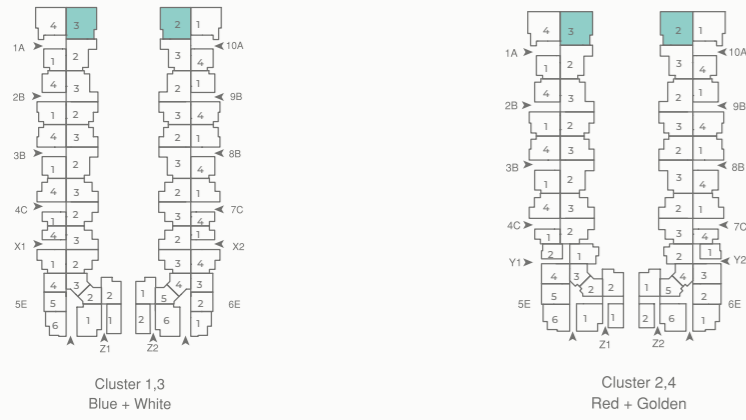 4 3 2 1
1A 1 2 3 4 10A
2B 4 3 2 1 9B
1 2 3 4
4 3 2 1
3B 1 2 3 4 8B
4 3 2 1
4C 1 2 3 4 7C
X1 4 3 2 1 X2
1 2 3 4
4 3 2 2 1 5 4 3
5E 5 2 6E
6 1 1 2 6 1
Z1 Z2
Cluster 1,3
Blue + White
4 3 2 1
1A 1 2 3 4 10A
2B 4 3 2 1 9B
1 2 3 4
4 3 2 1
3B 1 2 3 4 8B
4 3 2 1
4C 1 2 3 4 7C
Y1 2 1 2 1 Y2
4 3 2 2 1 5 4 3
5E 5 2 6E
6 1 1 2 6 1
Z1 Z2
Cluster 2,4
Red + Golden